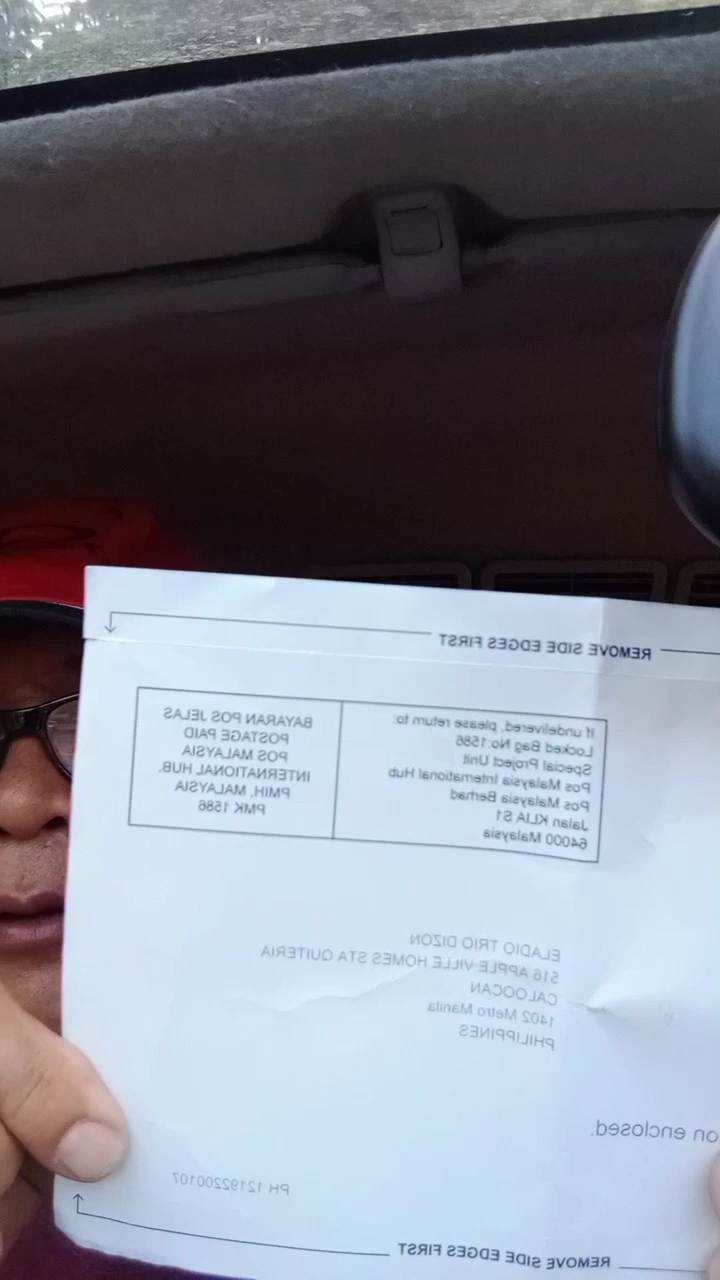 REMOVE SIDE EDGES FIRST
If undelivered, please return to:
Locked Bag No:1586
Special Project Unit
Pos Malaysia International Hub
Pos Malaysia Berhad
Jalan KLIA S1
64000 Malaysia
BAYARAN POS JELAS
POSTAGE PAID
POS MALAYSIA
INTERNATIONAL HUB,
PMIH, MALAYSIA
PMK 1586
ELADIO TRIO DIZON
516 APPLE VILLE HOMES STA QUITERIA
CALOOCAN
1402 Metro Manila
PHILIPPINES
on enclosed.
PH 12192200107
REMOVE SIDE EDGES FIRST